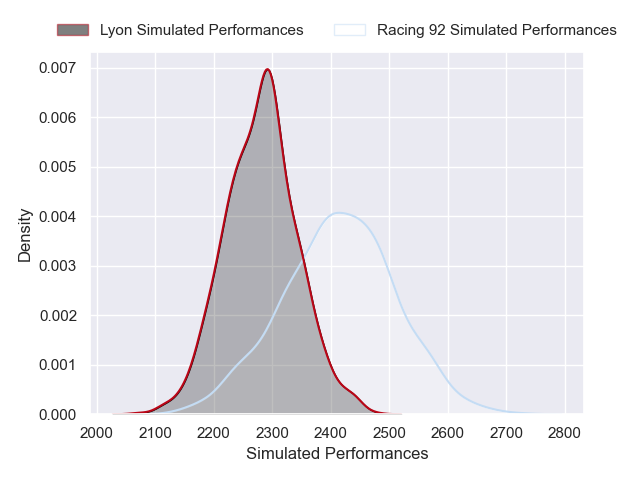 Lyon Simulated Performances
Racing 92 Simulated Performances
0.007
0.006
0.005
0.004
0.003
0.002
0.001
0.000
Density
2000 2100 2200 2300 2400 2500 2600 2700 2800
Simulated Performances